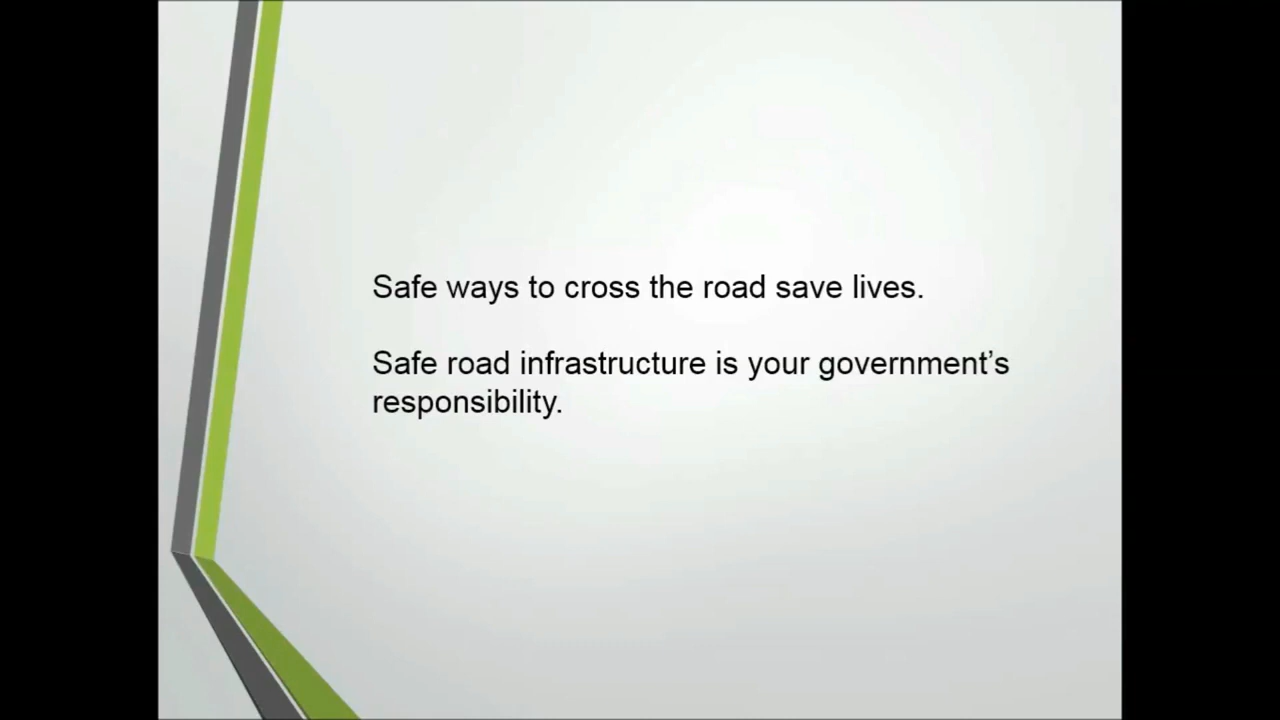 Safe ways to cross the road save lives.
Safe road infrastructure is your government’s
responsibility.